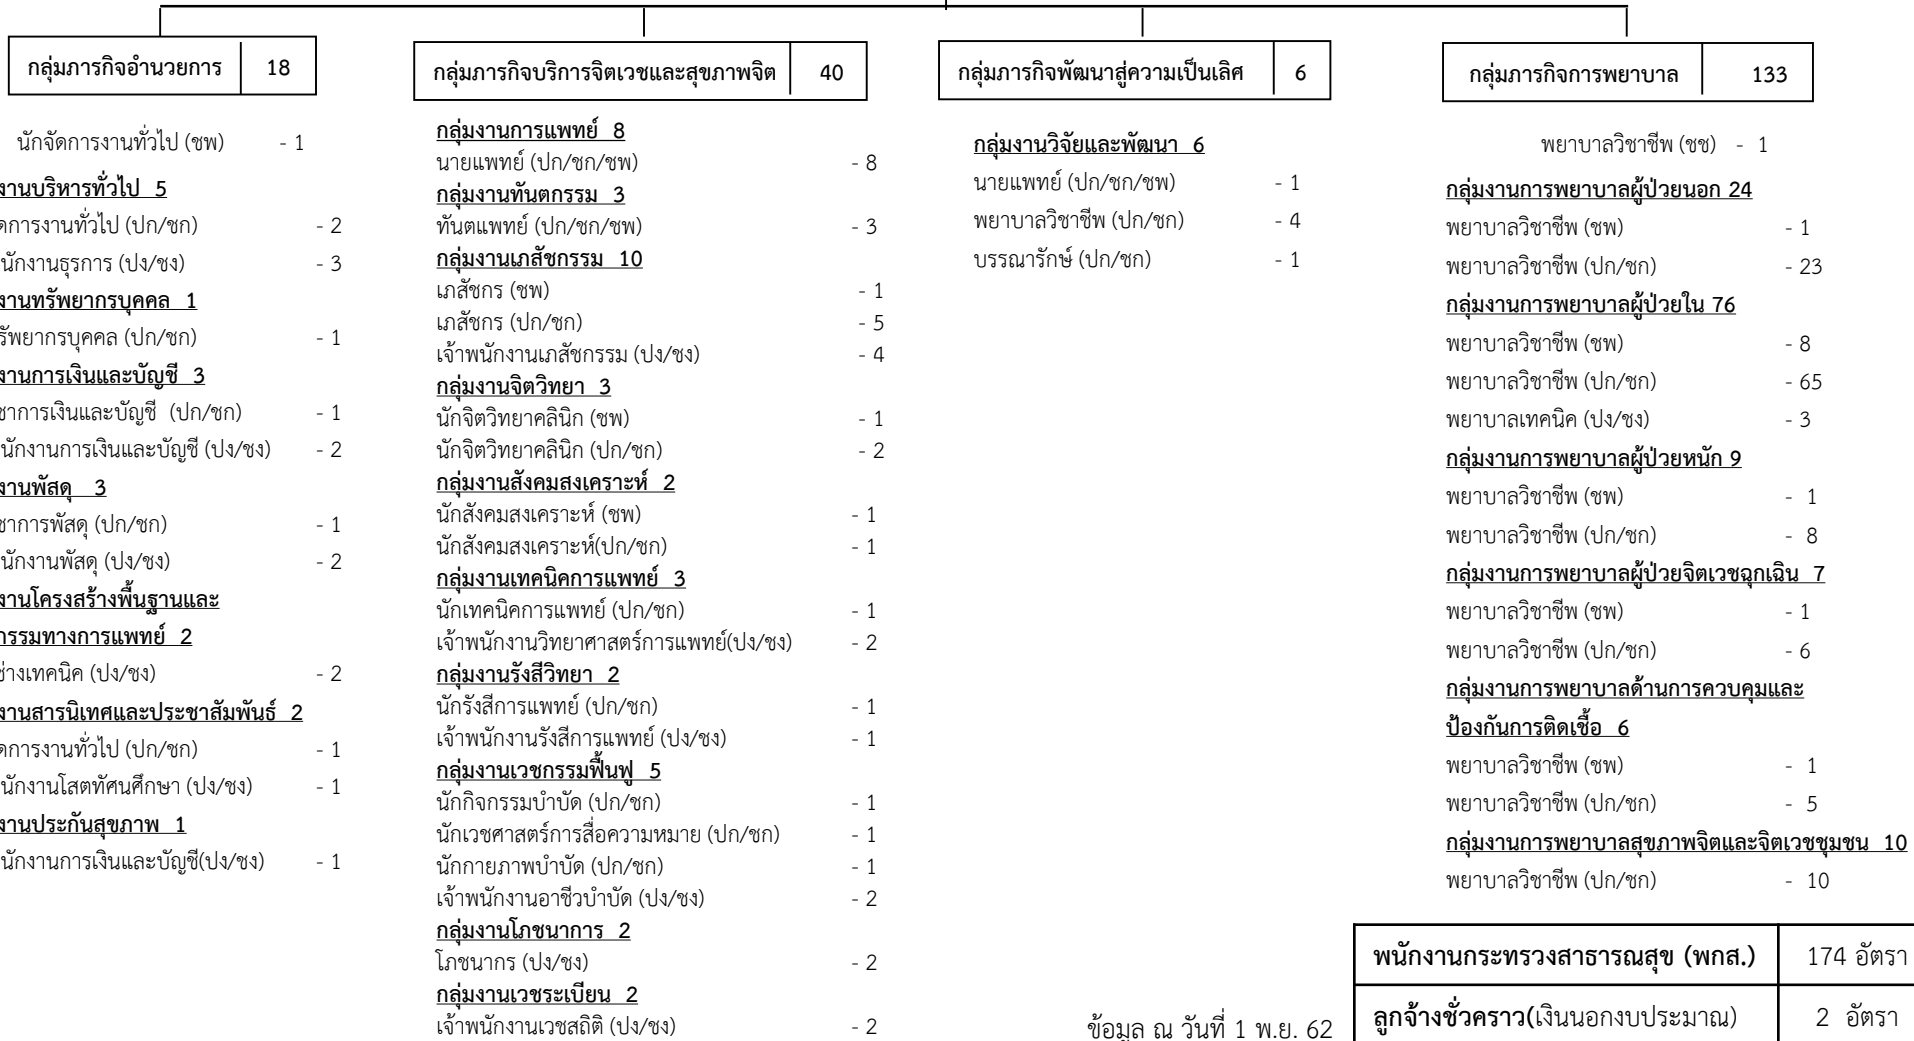 กลุ่มภารกิจอำนวยการ 18
นักจัดการงานทั่วไป (ชพ) - 1
งานบริหารทั่วไป 5
ดการงานทั่วไป (ปก/ชก) - 2
นักงานธุรการ (ปง/ชง) - 3
งานทรัพยากรบุคคล 1
รัพยากรบุคคล (ปก/ชก) - 1
งานการเงินและบัญชี 3
ชาการเงินและบัญชี (ปก/ชก) - 1
นักงานการเงินและบัญชี (ปง/ชง) - 2
งานพัสดุ 3
ชาการพัสดุ (ปก/ชก) - 1
นักงานพัสดุ (ปง/ชง) - 2
งานโครงสร้างพื้นฐานและ
กรรมทางการแพทย์ 2
ช่างเทคนิค (ปง/ชง) - 2
งานสารนิเทศและประชาสัมพันธ์ 2
ดการงานทั่วไป (ปก/ชก) - 1
นักงานโสตทัศนศึกษา (ปง/ชง) - 1
งานประกันสุขภาพ 1
นักงานการเงินและบัญชี(ปง/ชง) - 1
กลุ่มภารกิจบริการจิตเวชและสุขภาพจิต 40
กลุ่มงานการแพทย์ 8
นายแพทย์ (ปก/ชก/ชพ) - 8
กลุ่มงานทันตกรรม 3
ทันตแพทย์ (ปก/ชก/ชพ) - 3
กลุ่มงานเภสัชกรรม 10
เภสัชกร (ชพ) - 1
เภสัชกร (ปก/ชก) - 5
เจ้าพนักงานเภสัชกรรม (ปง/ชง) - 4
กลุ่มงานจิตวิทยา 3
นักจิตวิทยาคลินิก (ชพ) - 1
นักจิตวิทยาคลินิก (ปก/ชก) - 2
กลุ่มงานสังคมสงเคราะห์ 2
นักสังคมสงเคราะห์ (ชพ) - 1
นักสังคมสงเคราะห์(ปก/ชก) - 1
กลุ่มงานเทคนิคการแพทย์ 3
นักเทคนิคการแพทย์ (ปก/ชก) - 1
เจ้าพนักงานวิทยาศาสตร์การแพทย์(ปง/ชง) - 2
กลุ่มงานรังสีวิทยา 2
นักรังสีการแพทย์ (ปก/ชก) - 1
เจ้าพนักงานรังสีการแพทย์ (ปง/ชง) - 1
กลุ่มงานเวชกรรมฟื้นฟู 5
นักกิจกรรมบำบัด (ปก/ชก) - 1
นักเวชศาสตร์การสื่อความหมาย (ปก/ชก) - 1
นักกายภาพบำบัด (ปก/ชก) - 1
เจ้าพนักงานอาชีวบำบัด (ปง/ชง) - 2
กลุ่มงานโภชนาการ 2
โภชนากร (ปง/ชง) - 2
กลุ่มงานเวชระเบียน 2
เจ้าพนักงานเวชสถิติ (ปง/ชง) - 2
กลุ่มภารกิจพัฒนาสู่ความเป็นเลิศ 6
กลุ่มงานวิจัยและพัฒนา 6
นายแพทย์ (ปก/ชก/ชพ) - 1
พยาบาลวิชาชีพ (ปก/ชก) - 4
บรรณารักษ์ (ปก/ชก) - 1
กลุ่มภารกิจการพยาบาล 133
พยาบาลวิชาชีพ (ชช) - 1
กลุ่มงานการพยาบาลผู้ป่วยนอก 24
พยาบาลวิชาชีพ (ชพ) - 1
พยาบาลวิชาชีพ (ปก/ชก) - 23
กลุ่มงานการพยาบาลผู้ป่วยใน 76
พยาบาลวิชาชีพ (ชพ) - 8
พยาบาลวิชาชีพ (ปก/ชก) - 65
พยาบาลเทคนิค (ปง/ชง) - 3
กลุ่มงานการพยาบาลผู้ป่วยหนัก 9
พยาบาลวิชาชีพ (ชพ) - 1
พยาบาลวิชาชีพ (ปก/ชก) - 8
กลุ่มงานการพยาบาลผู้ป่วยจิตเวชฉุกเฉิน 7
พยาบาลวิชาชีพ (ชพ) - 1
พยาบาลวิชาชีพ (ปก/ชก) - 6
กลุ่มงานการพยาบาลด้านการควบคุมและ
ป้องกันการติดเชื้อ 6
พยาบาลวิชาชีพ (ชพ) - 1
พยาบาลวิชาชีพ (ปก/ชก) - 5
กลุ่มงานการพยาบาลสุขภาพจิตและจิตเวชชุมชน 10
พยาบาลวิชาชีพ (ปก/ชก) - 10
พนักงานกระทรวงสาธารณสุข (พกส.) 174 อัตรา
ลูกจ้างชั่วคราว(เงินนอกงบประมาณ) 2 อัตรา
ข้อมูล ณ วันที่ 1 พ.ย. 62